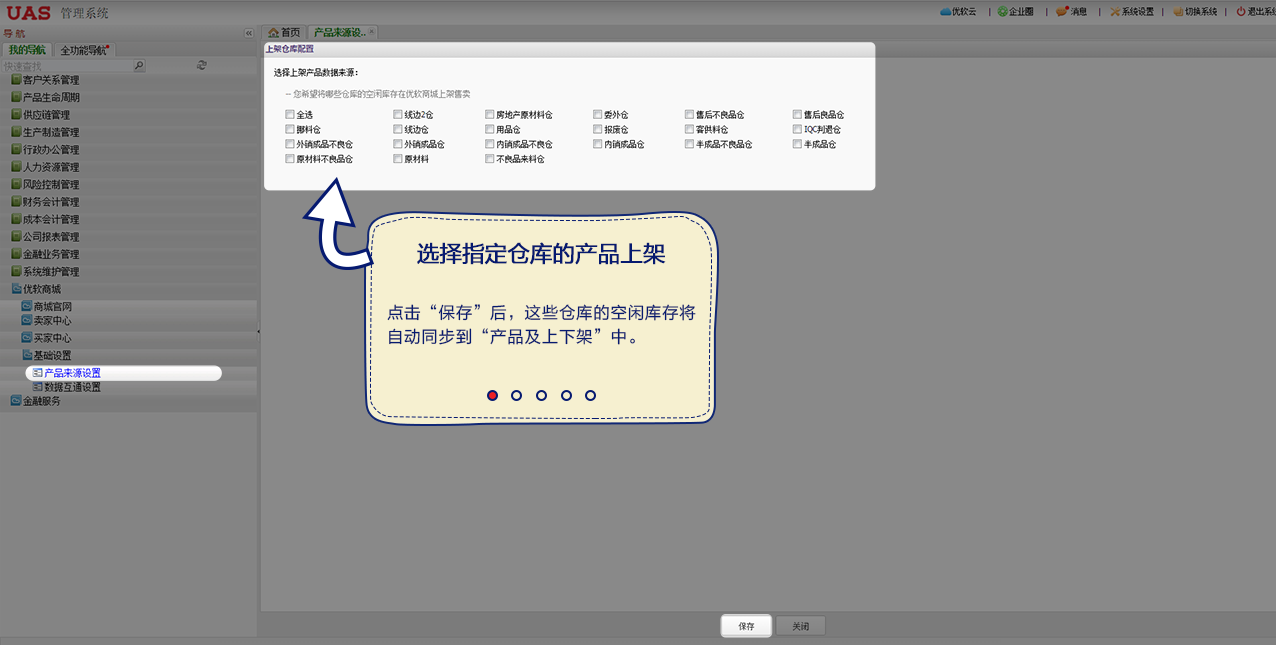 UAS 管理系统
优软云 | 企业圈 | 消息 | 系统设置 | 切换系统 | 退出系统
导航
首页 产品来源设..
我的导航 全功能导航
快速查找
客户关系管理
产品生命周期
供应链管理
生产制造管理
行政办公管理
人力资源管理
风险控制管理
财务会计管理
成本会计管理
公司报表管理
金融业务管理
系统维护管理
优软商城
商城官网
卖家中心
买家中心
基础设置
产品来源设置
数据互通设置
金融服务
上架仓库配置
选择上架产品数据来源：
-- 您希望将哪些仓库的空闲库存在优软商城上架售卖
全选 线边2仓 房地产原材料仓 委外仓 售后不良品仓 售后良品仓
挪料仓 线边仓 用品仓 报废仓 客供料仓 IQC判退仓
外销成品不良仓 外销成品仓 内销成品不良仓 内销成品仓 半成品不良品仓 半成品仓
原材料不良品仓 原材料 不良品来料仓
选择指定仓库的产品上架
点击“保存”后，这些仓库的空闲库存将
自动同步到“产品及上下架”中。
保存 关闭